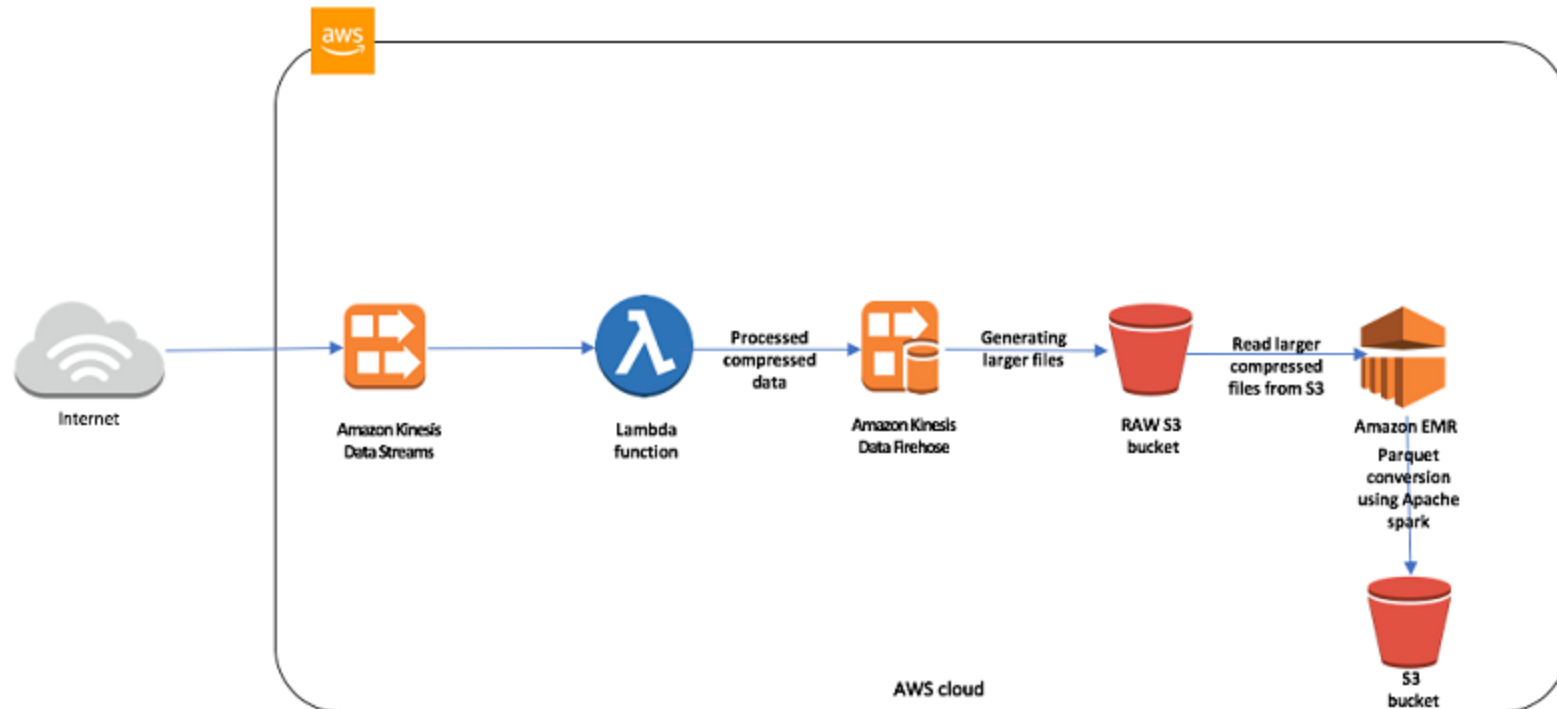 aws
Internet
Amazon Kinesis
Data Streams
Lambda
function
Processed
compressed
data
Amazon Kinesis
Data Firehose
Generating
larger files
RAW S3
bucket
Read larger
compressed
files from S3
Amazon EMR
Parquet
conversion
using Apache
spark
S3
bucket
AWS cloud